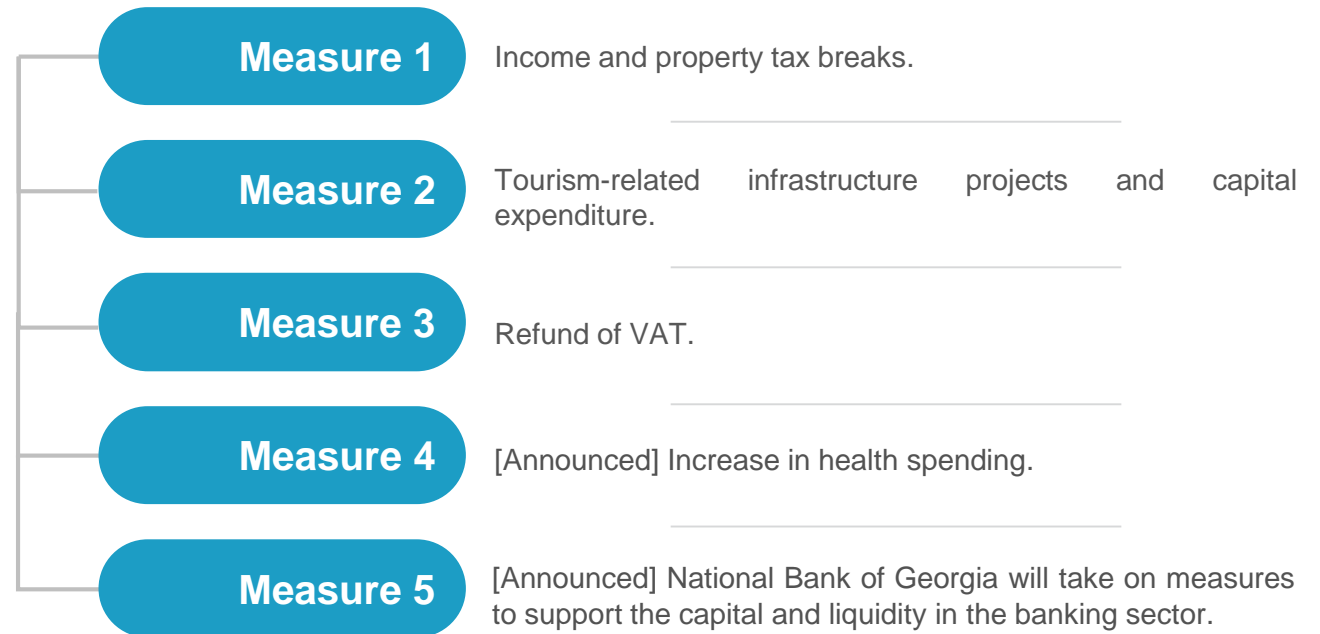 Measure 1
Income and property tax breaks.
Measure 2
Tourism-related infrastructure projects and capital
expenditure.
Measure 3
Refund of VAT.
Measure 4
[Announced] Increase in health spending.
Measure 5
[Announced] National Bank of Georgia will take on measures
to support the capital and liquidity in the banking sector.